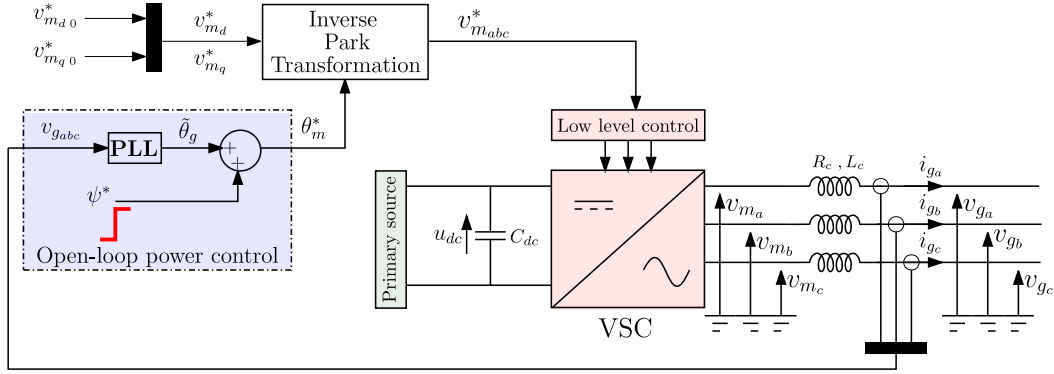 v*_{m_{d 0}}
v*_{m_{q 0}}
v*_{m_d}
v*_{m_q}
Inverse
Park
Transformation
v*_{m_{abc}}
v_{g_{abc}}
PLL
θ̃_g
+
+
θ*_m
ψ*
Open-loop power control
Primary source
u_{dc}
C_{dc}
Low level control
VSC
R_c , L_c
v_{m_a}
v_{m_b}
v_{m_c}
i_{g_a}
i_{g_b}
i_{g_c}
v_{g_a}
v_{g_b}
v_{g_c}